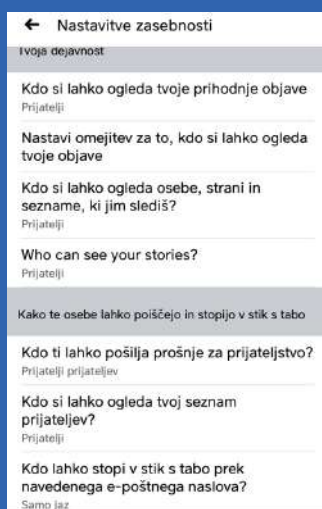 ← Nastavitve zasebnosti
Tvoja dejavnost
Kdo si lahko ogleda tvoje prihodnje objave
Prijatelji
Nastavi omejitev za to, kdo si lahko ogleda
tvoje objave
Kdo si lahko ogleda osebe, strani in
sezname, ki jim slediš?
Prijatelji
Who can see your stories?
Prijatelji
Kako te osebe lahko poiščejo in stopijo v stik s tabo
Kdo ti lahko pošilja prošnje za prijateljstvo?
Prijatelji prijateljev
Kdo si lahko ogleda tvoj seznam
prijateljev?
Prijatelji
Kdo lahko stopi v stik s tabo prek
navedenega e-poštnega naslova?
Samo jaz